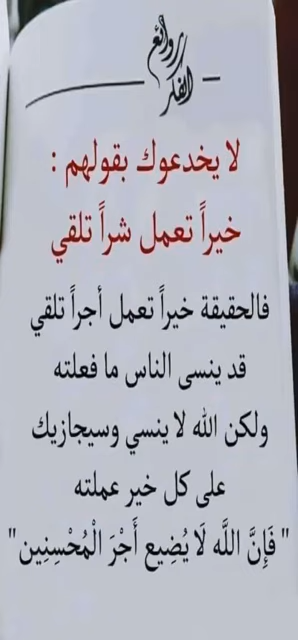 روائع
الفكر
لا يخدعوك بقولهم :
خيراً تعمل شراً تلقي
فالحقيقة خيراً تعمل أجراً تلقي
قد ينسى الناس ما فعلته
ولكن الله لا ينسي وسيجازيك
على كل خير عملته
" فَإِنَّ اللَّه لَا يُضِيع أَجْرَ الْمُحْسِنِين "